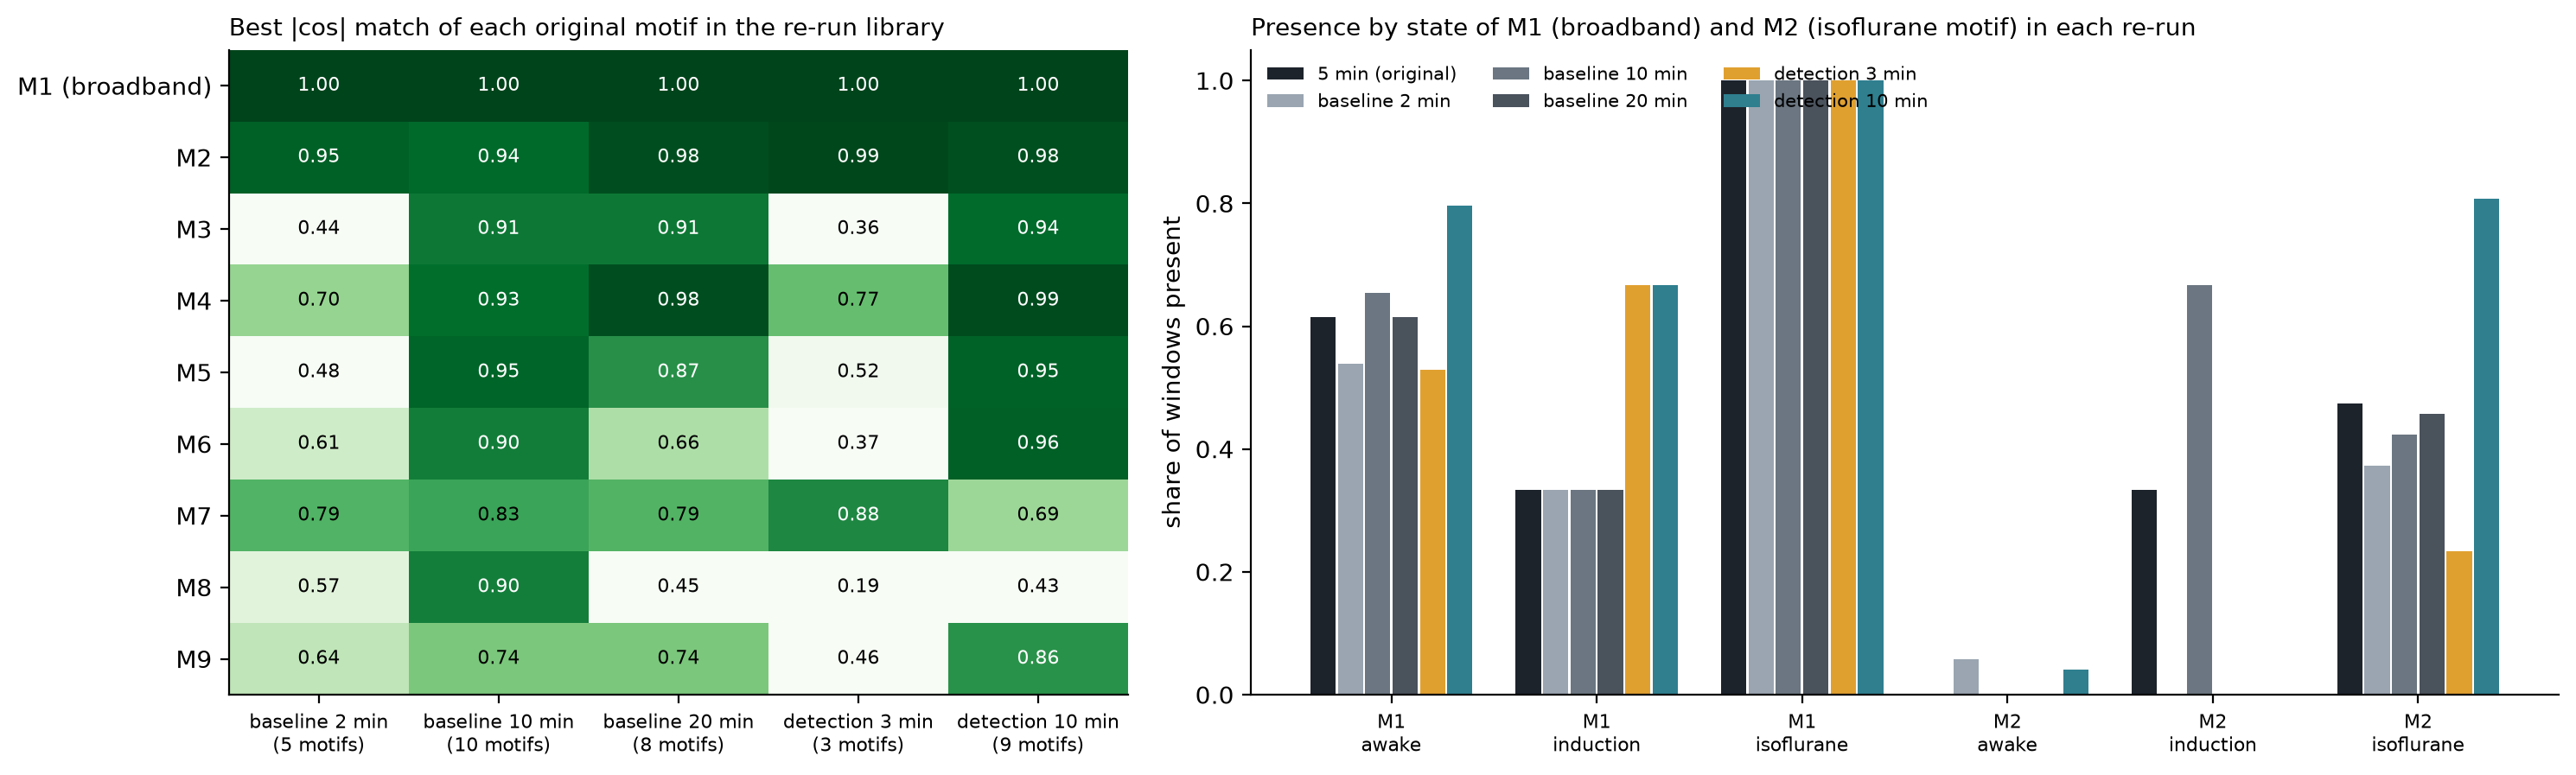 Best |cos| match of each original motif in the re-run library
M1 (broadband) 1.00 1.00 1.00 1.00 1.00
M2 0.95 0.94 0.98 0.99 0.98
M3 0.44 0.91 0.91 0.36 0.94
M4 0.70 0.93 0.98 0.77 0.99
M5 0.48 0.95 0.87 0.52 0.95
M6 0.61 0.90 0.66 0.37 0.96
M7 0.79 0.83 0.79 0.88 0.69
M8 0.57 0.90 0.45 0.19 0.43
M9 0.64 0.74 0.74 0.46 0.86
baseline 2 min baseline 10 min baseline 20 min detection 3 min detection 10 min
(5 motifs) (10 motifs) (8 motifs) (3 motifs) (9 motifs)
Presence by state of M1 (broadband) and M2 (isoflurane motif) in each re-run
5 min (original) baseline 10 min detection 3 min
baseline 2 min baseline 20 min detection 10 min
share of windows present
1.0
0.8
0.6
0.4
0.2
0.0
M1 M1 M1 M2 M2 M2
awake induction isoflurane awake induction isoflurane